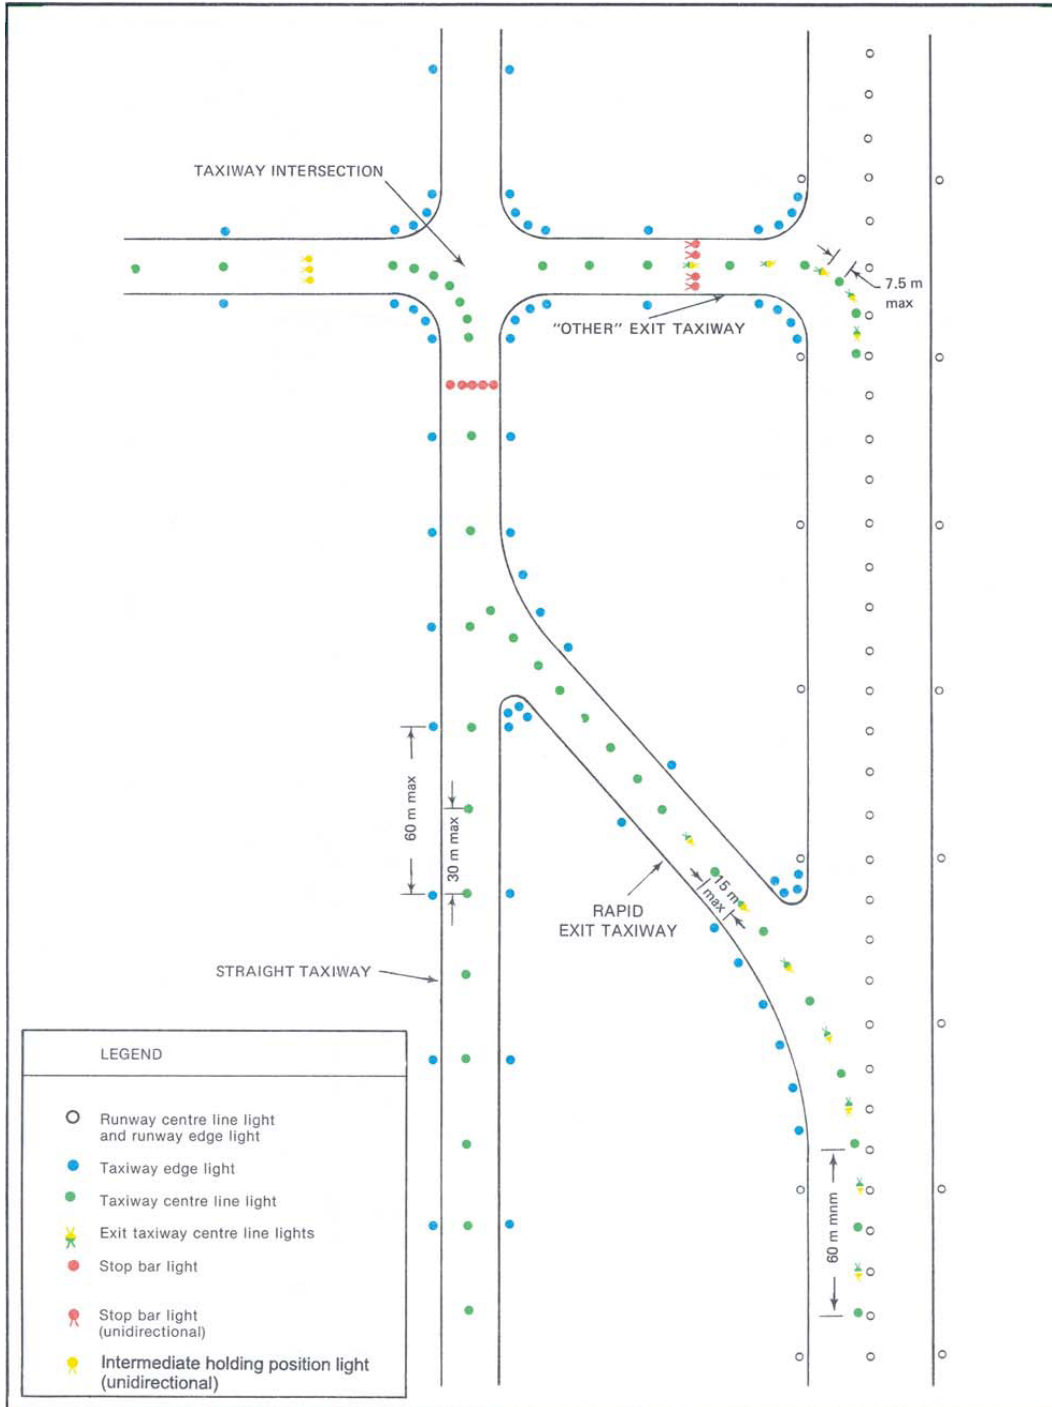 TAXIWAY INTERSECTION
7.5 m
max
"OTHER" EXIT TAXIWAY
60 m max
30 m max
15 m
max
RAPID
EXIT TAXIWAY
STRAIGHT TAXIWAY
60 m mnm
LEGEND
Runway centre line light
and runway edge light
Taxiway edge light
Taxiway centre line light
Exit taxiway centre line lights
Stop bar light
Stop bar light
(unidirectional)
Intermediate holding position light
(unidirectional)